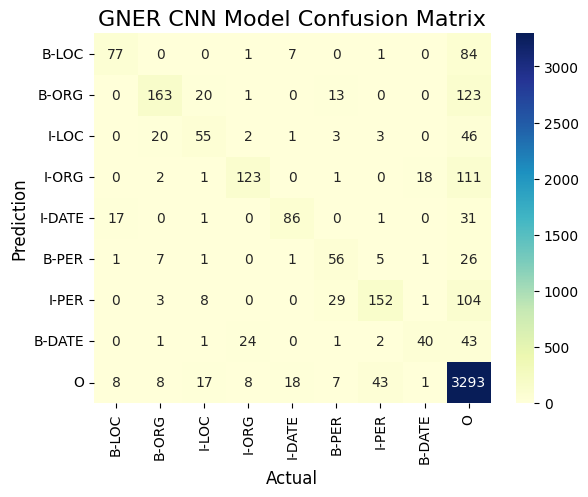 GNER CNN Model Confusion Matrix
B-LOC 77 0 0 1 7 0 1 0 84
B-ORG 0 163 20 1 0 13 0 0 123
I-LOC 0 20 55 2 1 3 3 0 46
I-ORG 0 2 1 123 0 1 0 18 111
I-DATE 17 0 1 0 86 0 1 0 31
B-PER 1 7 1 0 1 56 5 1 26
I-PER 0 3 8 0 0 29 152 1 104
B-DATE 0 1 1 24 0 1 2 40 43
O 8 8 17 8 18 7 43 1 3293
B-LOC B-ORG I-LOC I-ORG I-DATE B-PER I-PER B-DATE O
Actual
Prediction
3000
2500
2000
1500
1000
500
0